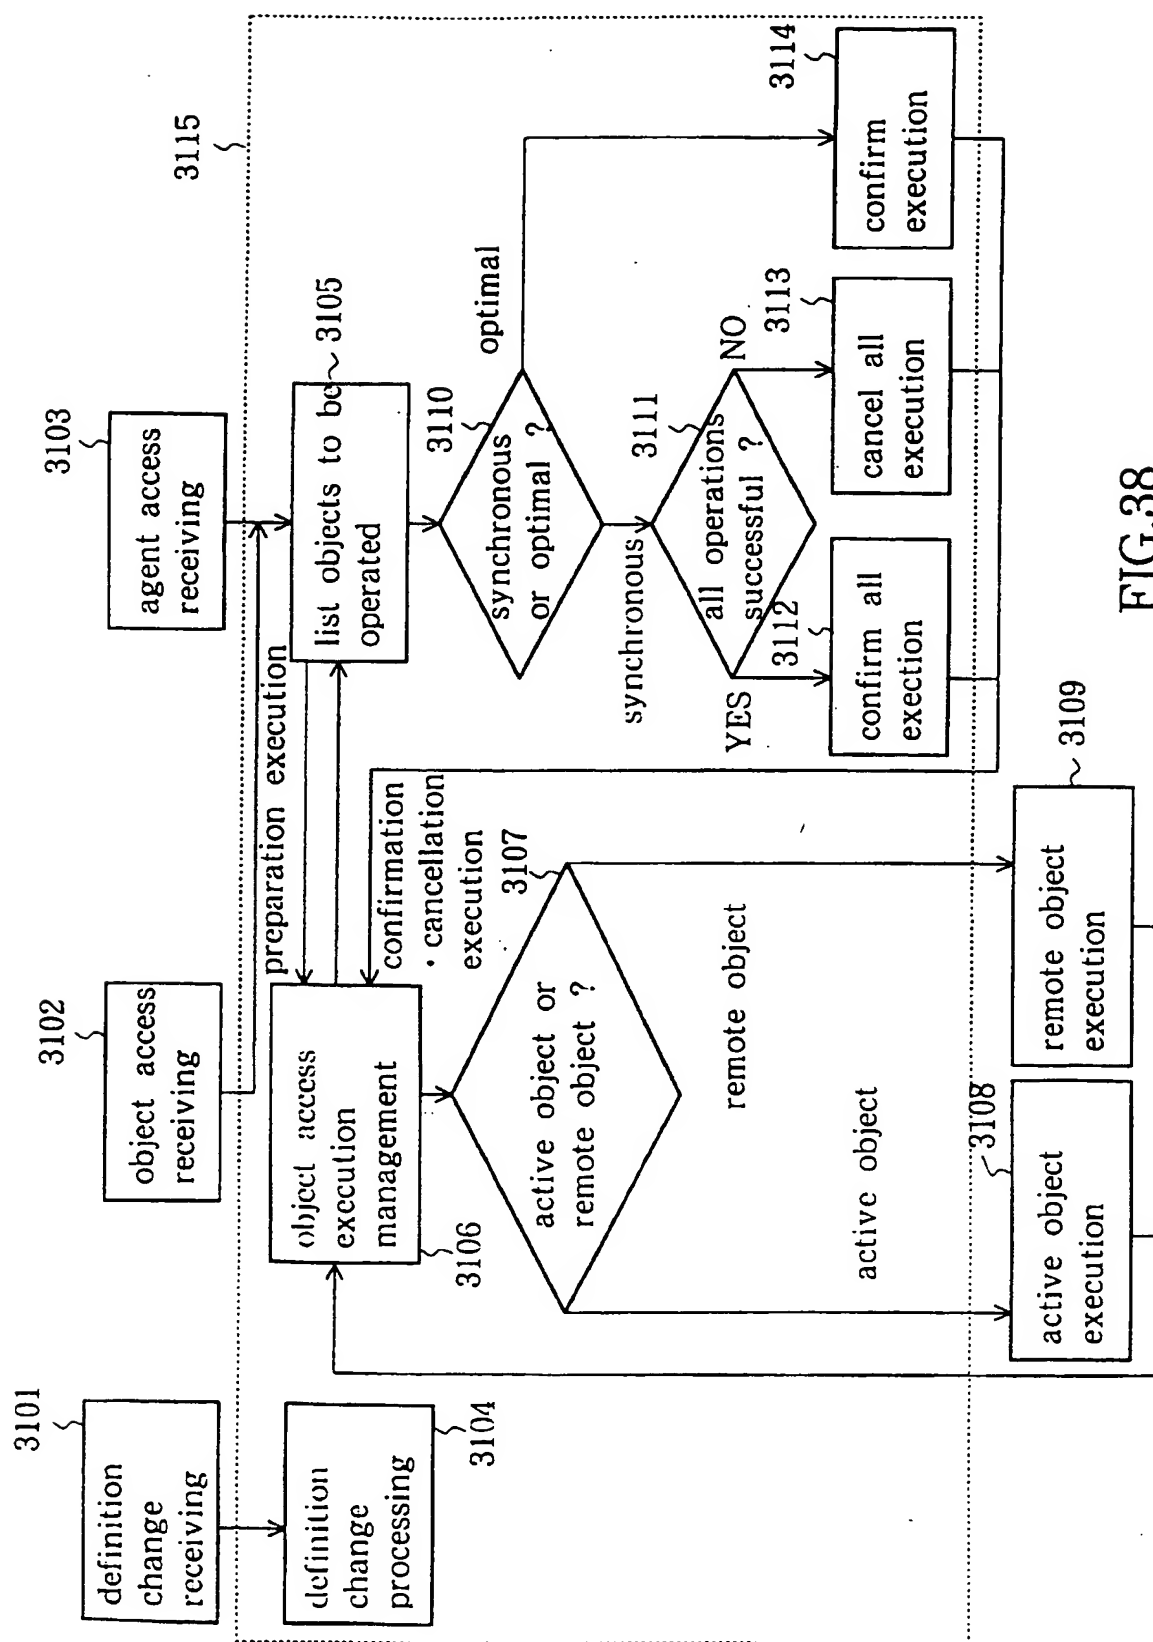 3101
definition
change
receiving
3102
object access
receiving
3103
agent access
receiving
3115
definition
change
processing
3104
preparation execution
object access
execution
management
3106
list objects to be
operated
3105
confirmation
· cancellation
execution
synchronous
or optimal ?
3110
optimal
synchronous
active object or
remote object ?
3107
all operations
successful ?
3111
YES
NO
3112
confirm all
exection
3113
cancel all
execution
3114
confirm
execution
remote object
active object
3108
active object
execution
3109
remote object
execution
FIG.38